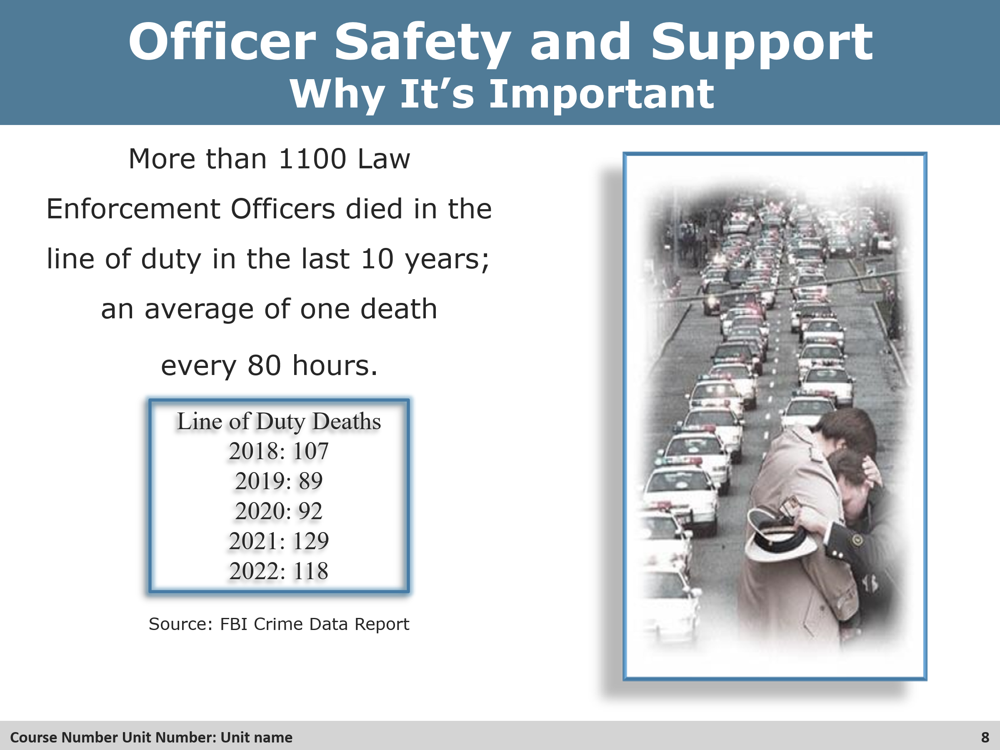 Officer Safety and Support
Why It’s Important
More than 1100 Law
Enforcement Officers died in the
line of duty in the last 10 years;
an average of one death
every 80 hours.
Line of Duty Deaths
2018: 107
2019: 89
2020: 92
2021: 129
2022: 118
Source: FBI Crime Data Report
Course Number Unit Number: Unit name
8